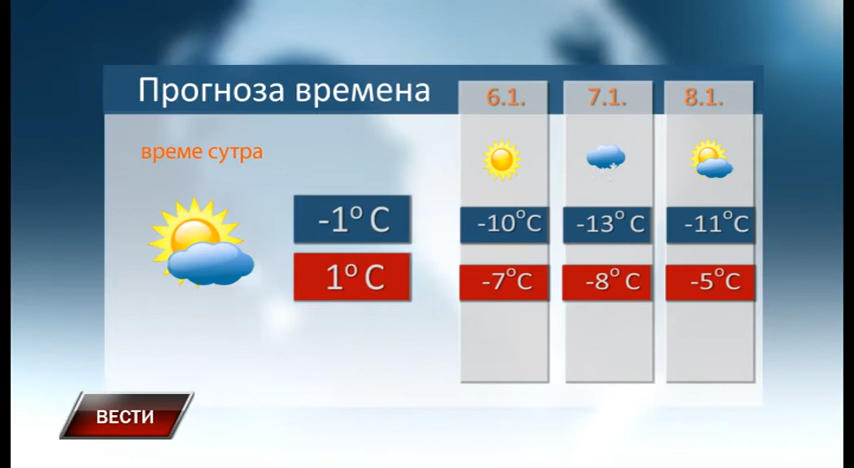 Прогноза времена
време сутра
-1° C
1° C
6.1.
-10°C
-7°C
7.1.
-13° C
-8° C
8.1.
-11°C
-5°C
ВЕСТИ